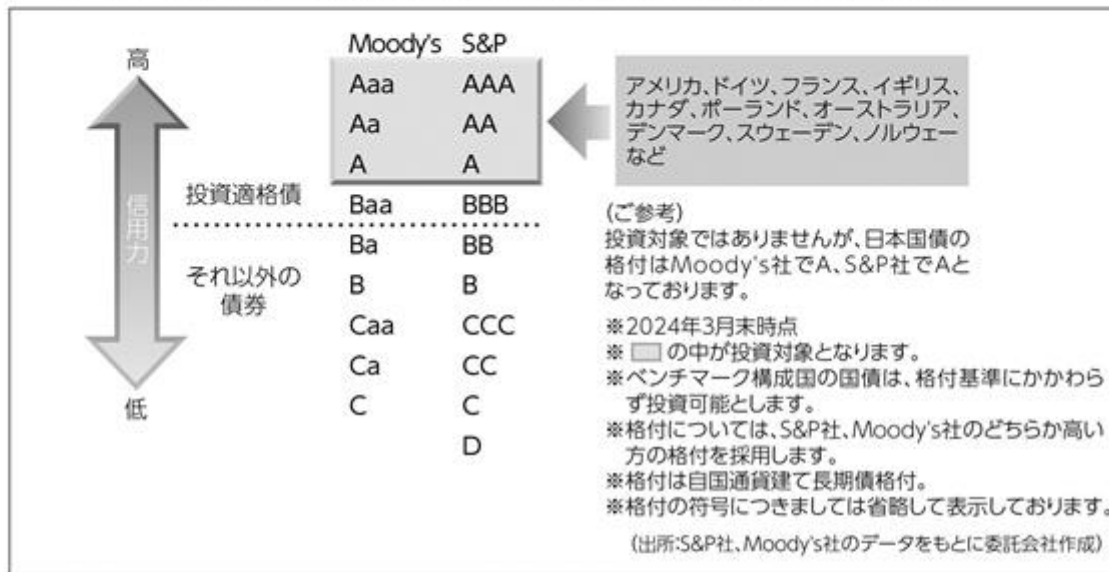 Moody's S&P
高
Aaa AAA
Aa AA
A A
投資適格債
Baa BBB
Ba BB
それ以外の
債券
B B
Caa CCC
Ca CC
C C
D
低
信用力
アメリカ、ドイツ、フランス、イギリス、
カナダ、ポーランド、オーストラリア、
デンマーク、スウェーデン、ノルウェー
など
(ご参考)
投資対象ではありませんが、日本国債の
格付はMoody's社でA、S&P社でAと
なっております。
※2024年3月末時点
※ の中が投資対象となります。
※ベンチマーク構成国の国債は、格付基準にかかわら
ず投資可能とします。
※格付については、S&P社、Moody's社のどちらか高い
方の格付を採用します。
※格付は自国通貨建て長期債格付。
※格付の符号につきましては省略して表示しております。
(出所:S&P社、Moody's社のデータをもとに委託会社作成)